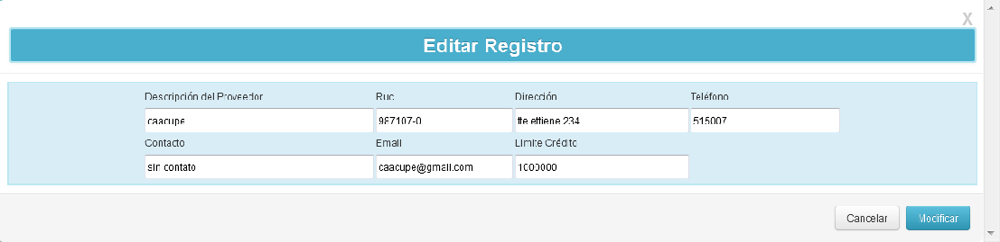 X
Editar Registro
Descripción del Proveedor Ruc Dirección Teléfono
caacupe 987107-0 tte ettiene 234 515007
Contacto Email Limite Crédito
sin contato caacupe@gmail.com 1000000
Cancelar Modificar